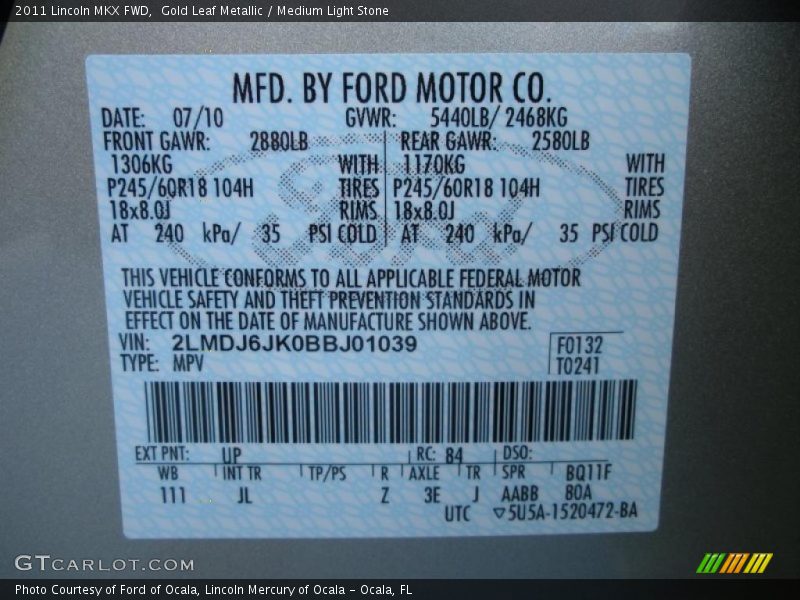 2011 Lincoln MKX FWD,  Gold Leaf Metallic / Medium Light Stone
MFD. BY FORD MOTOR CO.
DATE: 07/10 GVWR: 5440LB/ 2468KG
FRONT GAWR: 2880LB REAR GAWR: 2580LB
1306KG WITH 1170KG WITH
P245/60R18 104H TIRES P245/60R18 104H TIRES
18x8.0J RIMS 18x8.0J RIMS
AT 240 kPa/ 35 PSI COLD AT 240 kPa/ 35 PSI COLD
THIS VEHICLE CONFORMS TO ALL APPLICABLE FEDERAL MOTOR
VEHICLE SAFETY AND THEFT PREVENTION STANDARDS IN
EFFECT ON THE DATE OF MANUFACTURE SHOWN ABOVE.
VIN: 2LMDJ6JK0BBJ01039 F0132
TYPE: MPV T0241
EXT PNT: UP RC: 84 DSO:
WB INT TR TP/PS R AXLE TR SPR BQ11F
111 JL Z 3E J AABB 80A
UTC ▽5U5A-1520472-BA
GTCARLOT.COM
Photo Courtesy of Ford of Ocala, Lincoln Mercury of Ocala - Ocala, FL